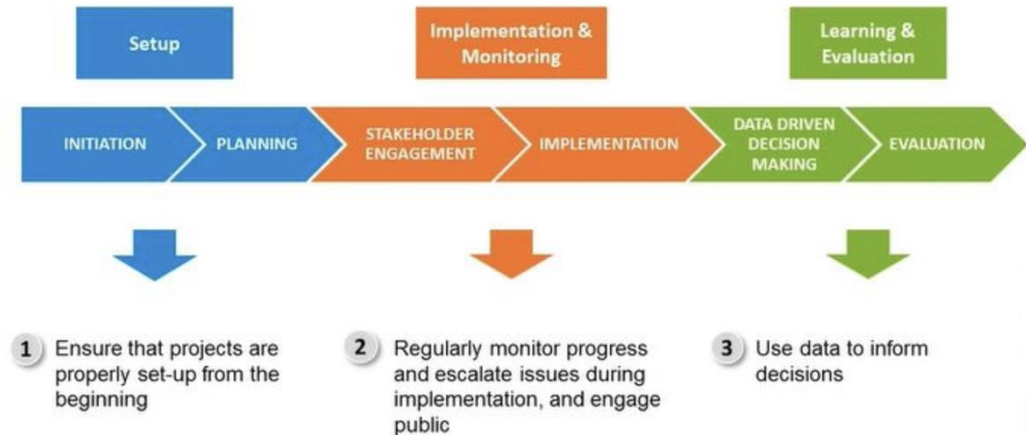 Setup
Implementation &
Monitoring
Learning &
Evaluation
INITIATION
PLANNING
STAKEHOLDER
ENGAGEMENT
IMPLEMENTATION
DATA DRIVEN
DECISION
MAKING
EVALUATION
1 Ensure that projects are
properly set-up from the
beginning
2 Regularly monitor progress
and escalate issues during
implementation, and engage
public
3 Use data to inform
decisions